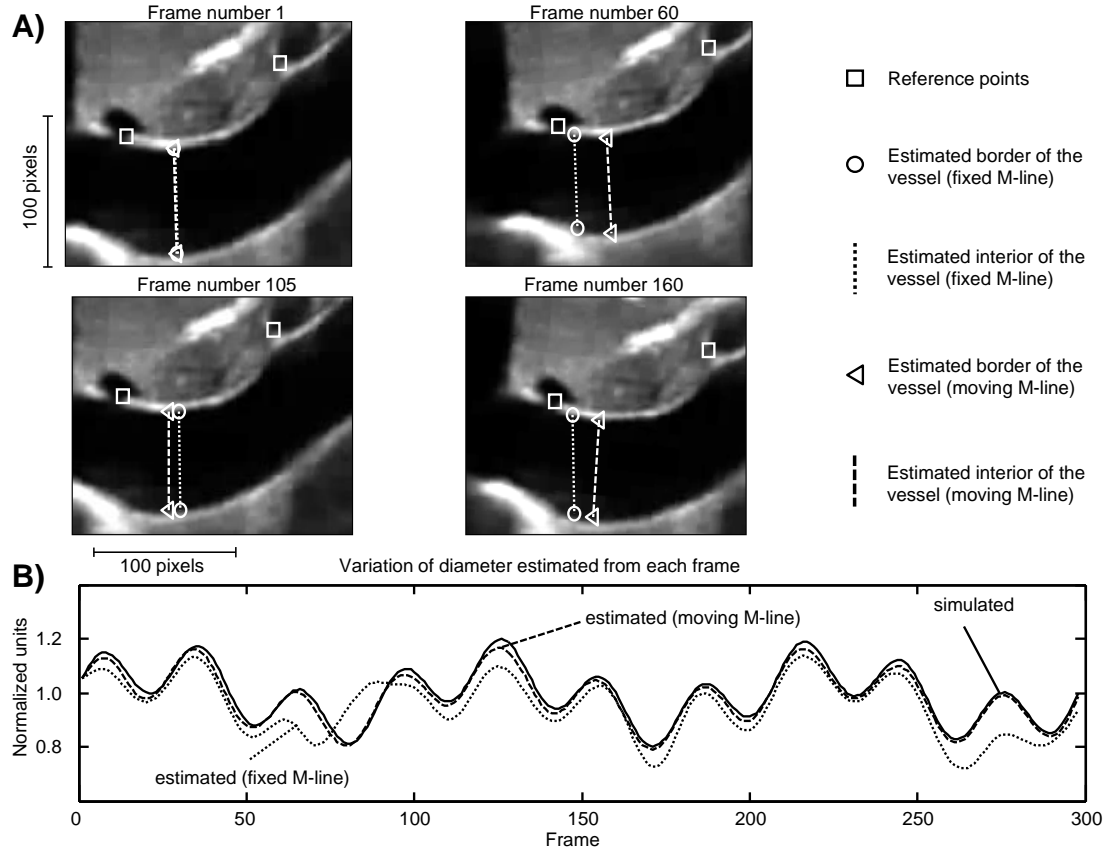 A)
Frame number 1
Frame number 60
100 pixels
Frame number 105
Frame number 160
100 pixels
Reference points
Estimated border of the
vessel (fixed M-line)
Estimated interior of the
vessel (fixed M-line)
Estimated border of the
vessel (moving M-line)
Estimated interior of the
vessel (moving M-line)
B)
Variation of diameter estimated from each frame
Normalized units
1.2
1.0
0.8
estimated (moving M-line)
simulated
estimated (fixed M-line)
0
50
100
150
200
250
300
Frame